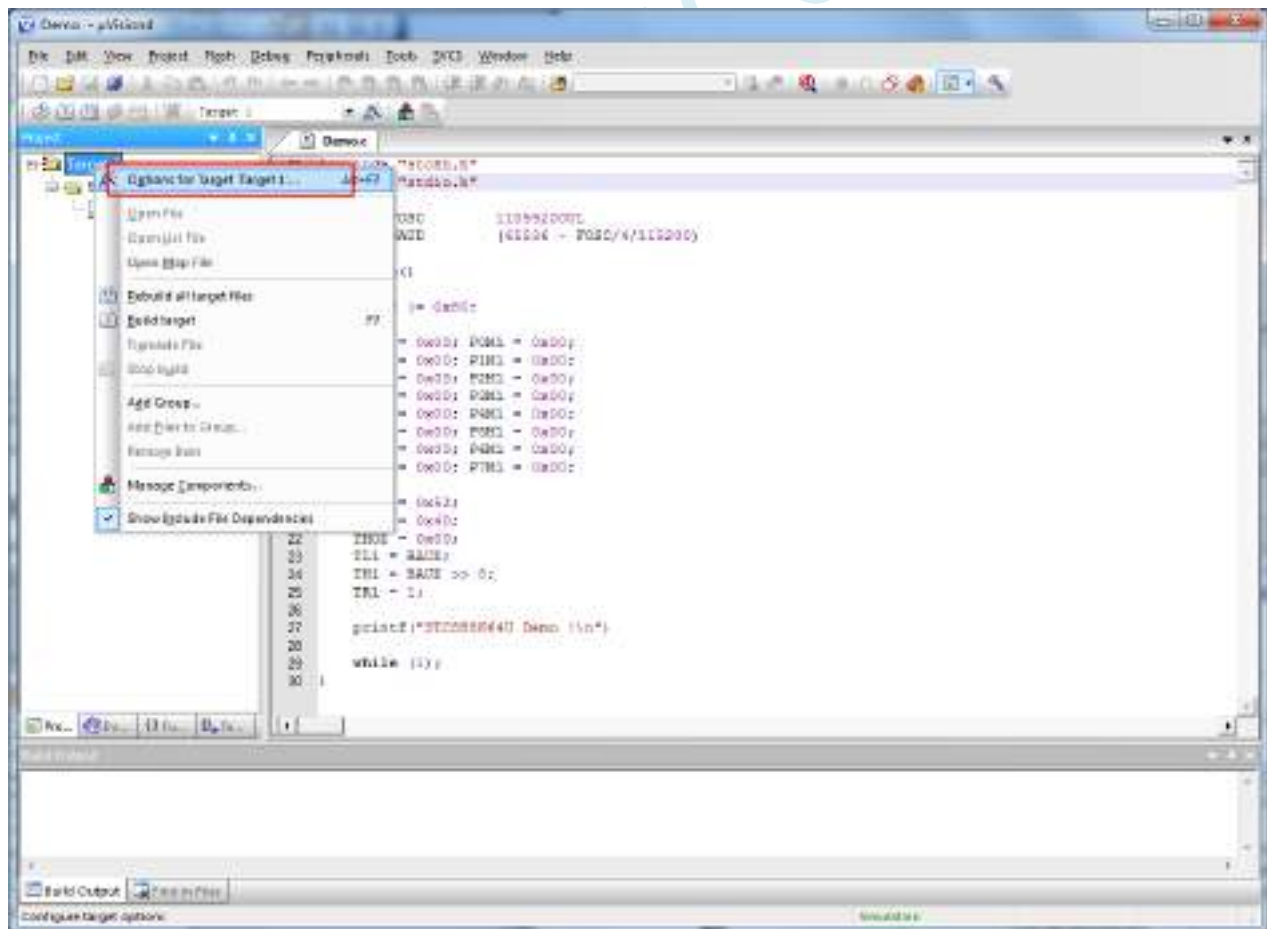 Demo - µVision4
File Edit View Project Flash Debug Peripherals Tools SVCS Window Help
Target 1
Project
Demo.c
Options for Target Target 1... Alt+F7
"stdio.h"
Open File
Open List File
Open Map File
FOSC/4/115200)
Rebuild all target files
Build target F7
Translate File
Stop build
Add Group...
Add Files to Group...
Remove Item
Manage Components...
Show Include File Dependencies
= 0x00; P0M1 = 0x00;
= 0x00; P1M1 = 0x00;
= 0x00; P2M1 = 0x00;
= 0x00; P3M1 = 0x00;
= 0x00; P4M1 = 0x00;
= 0x00; P5M1 = 0x00;
= 0x00; P6M1 = 0x00;
= 0x00; P7M1 = 0x00;
22
23 TL1 = BAUD;
24 TH1 = BAUD >> 8;
25 TR1 = 1;
26
27 Demo !\n")
28
29 while (1);
30 }
Build Output
Build Output Find in Files
Configure target options Simulation